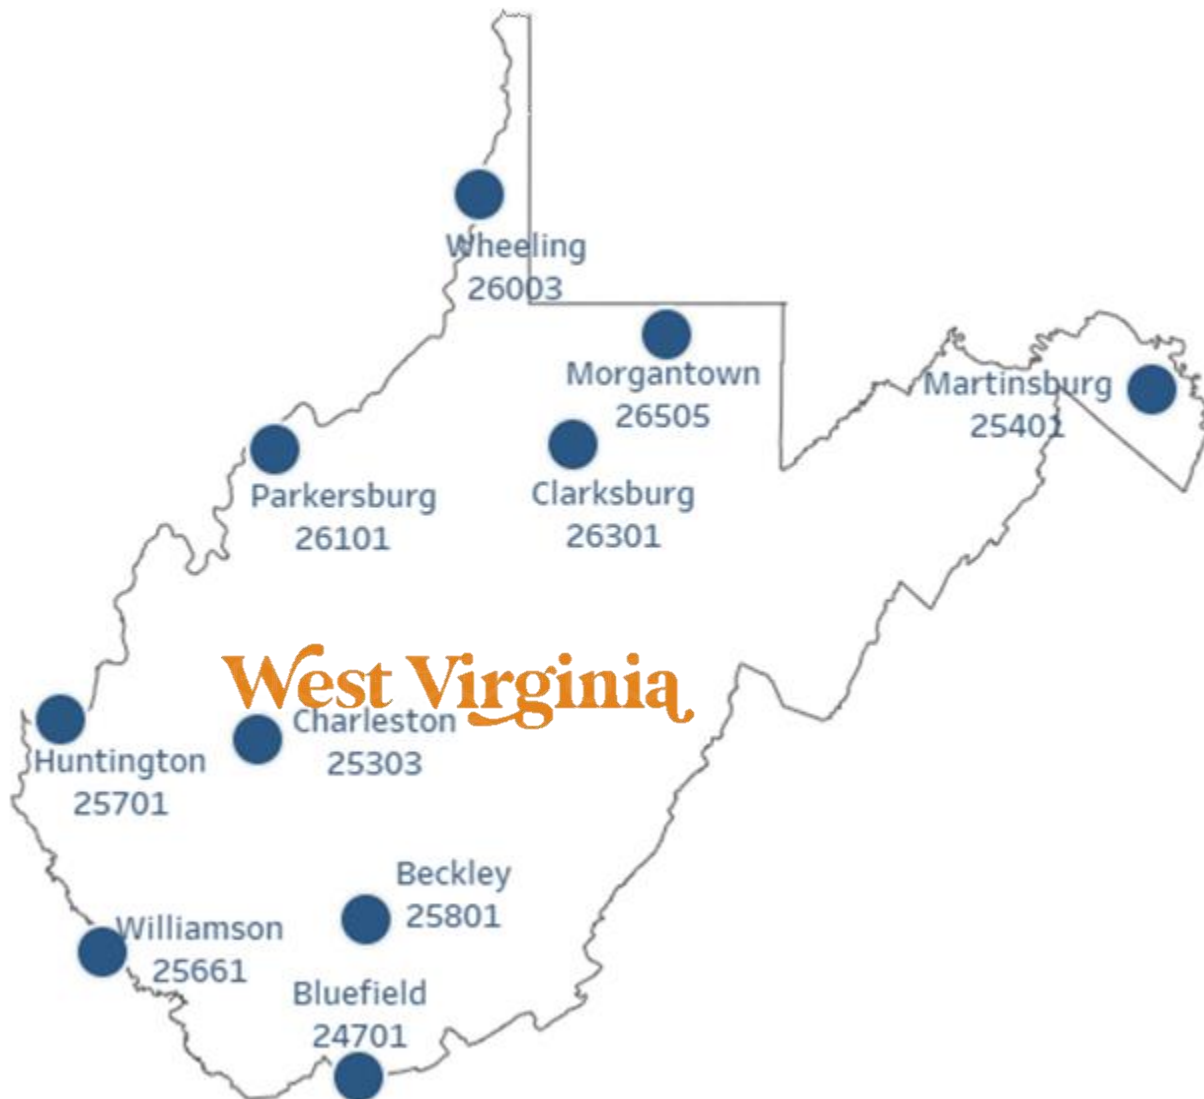 Wheeling
26003
Morgantown
26505
Martinsburg
25401
Parkersburg
26101
Clarksburg
26301
West Virginia
Charleston
25303
Huntington
25701
Beckley
25801
Williamson
25661
Bluefield
24701